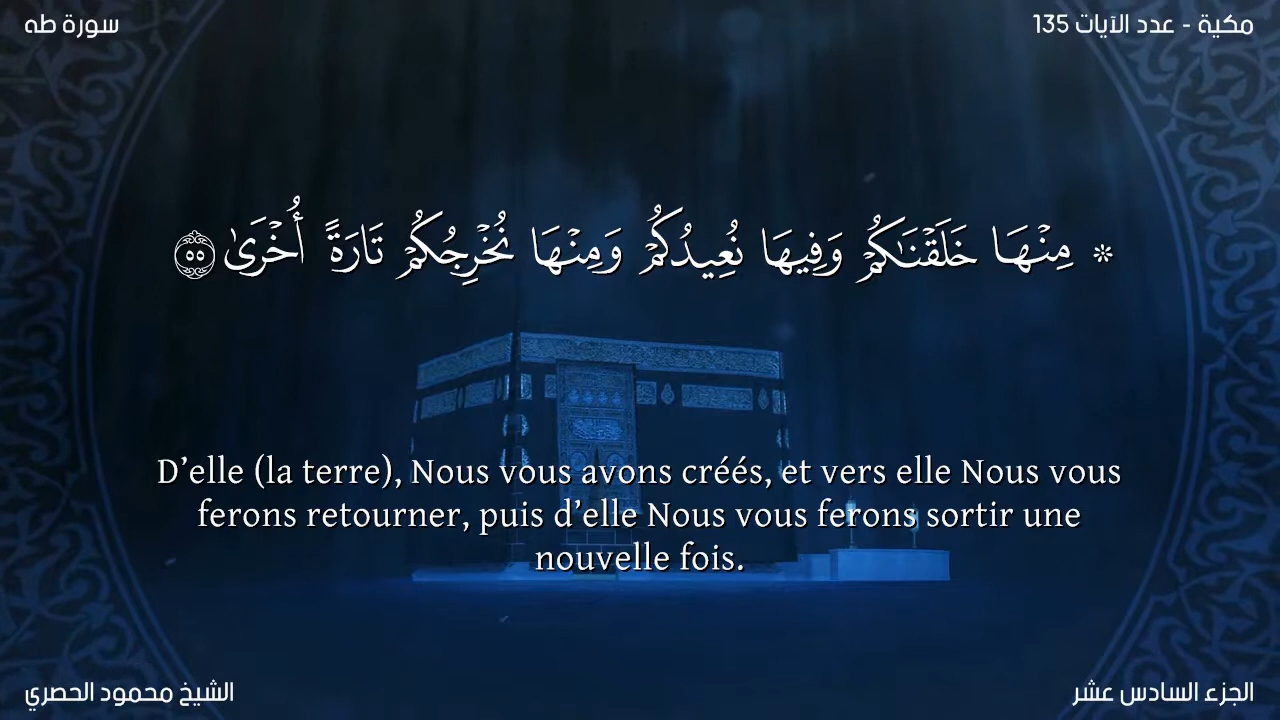 سورة طه
مكية - عدد الآيات 135
۞ مِنْهَا خَلَقْنَٰكُمْ وَفِيهَا نُعِيدُكُمْ وَمِنْهَا نُخْرِجُكُمْ تَارَةً أُخْرَىٰ ٥٥
D’elle (la terre), Nous vous avons créés, et vers elle Nous vous
ferons retourner, puis d’elle Nous vous ferons sortir une
nouvelle fois.
الشيخ محمود الحصري
الجزء السادس عشر